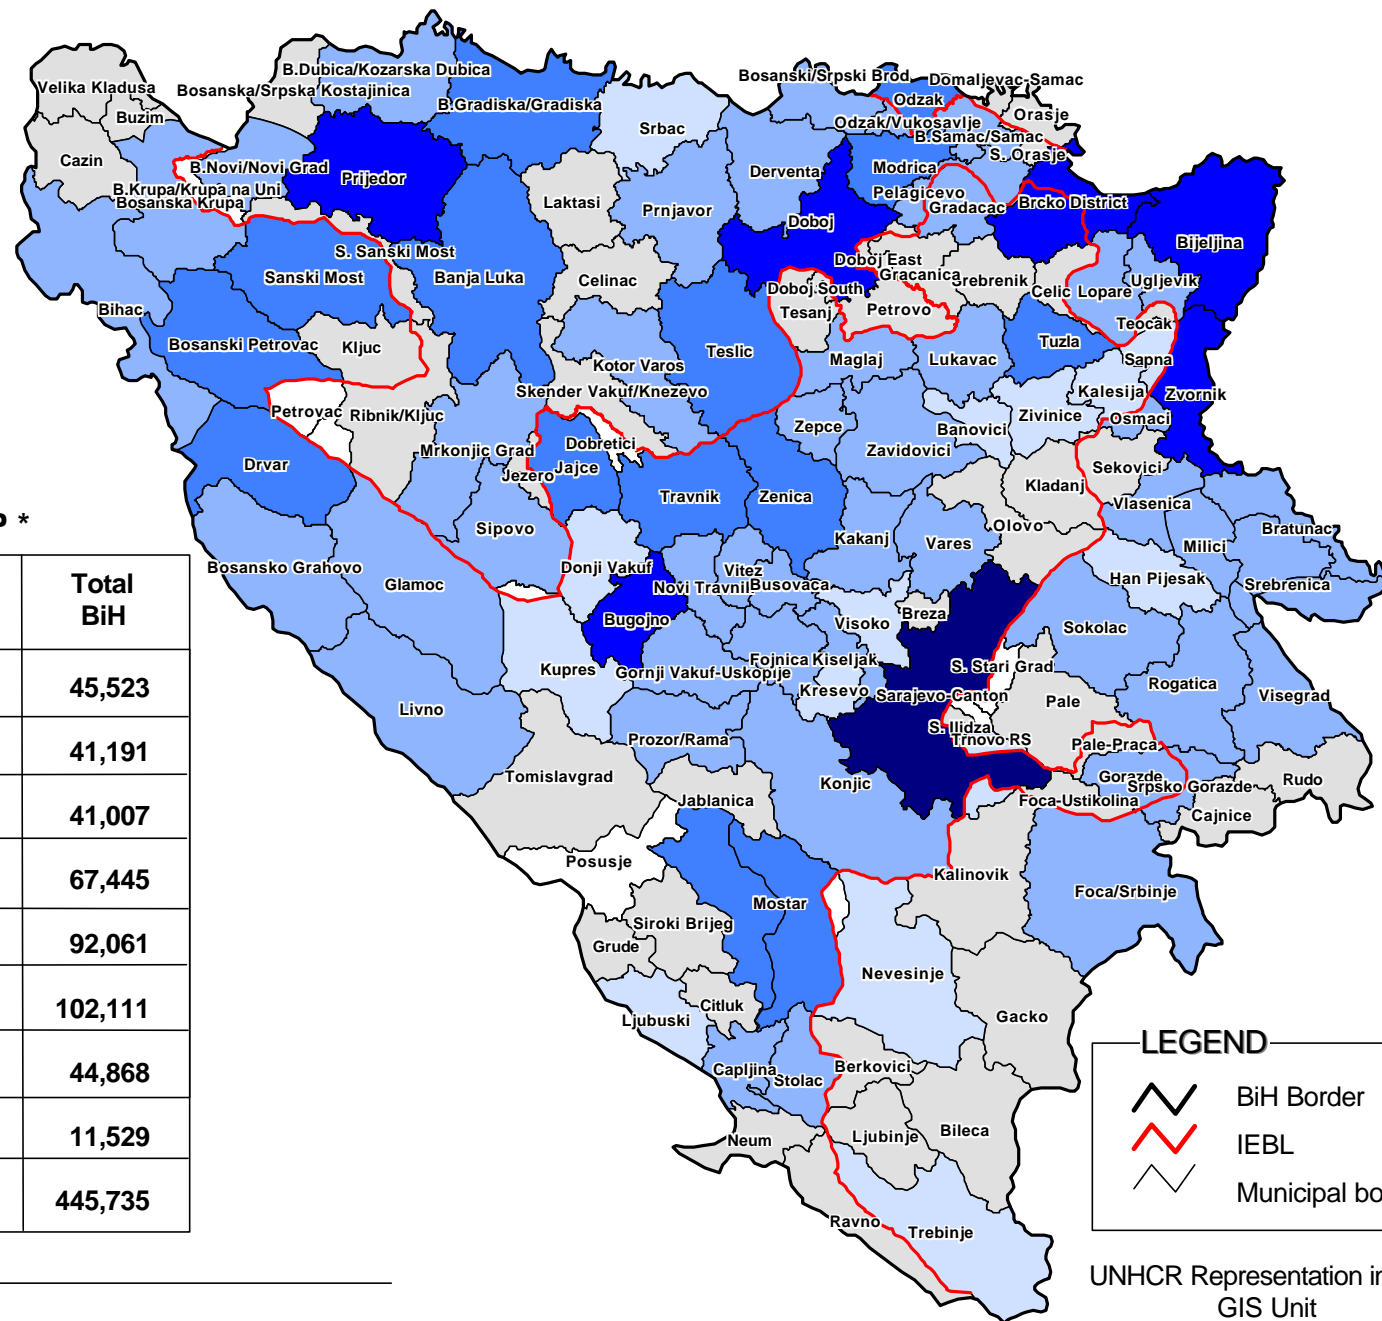 B.Dubica/Kozarska Dubica
Bosanski/Srpski Brod
Domaljevac-Samac
Velika Kladusa
Bosanska/Srpska Kostajinica
B.Gradiska/Gradiska
Odzak
Buzim
Orasje
Odzak/Vukosavlje
Srbac
B.Samac/Samac
S. Orasje
Cazin
B.Novi/Novi Grad
Derventa
Modrica
Prijedor
B.Krupa/Krupa na Uni
Bosanska Krupa
Laktasi
Prnjavor
Pelagicevo
Gradacac
Brcko District
Doboj
Bijeljina
S. Sanski Most
Sanski Most
Banja Luka
Celinac
Doboj East
Gracanica
Srebrenik
Ugljevik
Doboj South
Celic
Lopare
Bihac
Tesanj
Petrovo
Teocak
Bosanski Petrovac
Kljuc
Teslic
Tuzla
Kotor Varos
Maglaj
Lukavac
Sapna
Skender Vakuf/Knezevo
Kalesija
Zvornik
Petrovac
Ribnik/Kljuc
Zivinice
Osmaci
Zepce
Banovici
Dobretici
Mrkonjic Grad
Zavidovici
Drvar
Jezero
Jajce
Sekovici
Kladanj
Travnik
Zenica
Vlasenica
Sipovo
Olovo
Bratunac
Kakanj
Vares
Milici
Bosansko Grahovo
Donji Vakuf
Vitez
Glamoc
Novi Travnik
Busovaca
Han Pijesak
Srebrenica
Bugojno
Visoko
Breza
Sokolac
Kupres
Gornji Vakuf-Uskoplje
Fojnica
Kiseljak
S. Stari Grad
Kresevo
Sarajevo-Canton
Rogatica
Visegrad
Livno
Pale
S. Ilidza
Trnovo RS
Prozor/Rama
Pale-Praca
Tomislavgrad
Konjic
Gorazde
Srpsko Gorazde
Rudo
Jablanica
Foca-Ustikolina
Cajnice
Posusje
Kalinovik
Foca/Srbinje
Mostar
Siroki Brijeg
Grude
Nevesinje
Citluk
Ljubuski
Gacko
Capljina
Stolac
Berkovici
Neum
Ljubinje
Bileca
Ravno
Trebinje
*
Total
BiH
45,523
41,191
41,007
67,445
92,061
102,111
44,868
11,529
445,735
LEGEND
BiH Border
IEBL
Municipal bo
UNHCR Representation in
GIS Unit